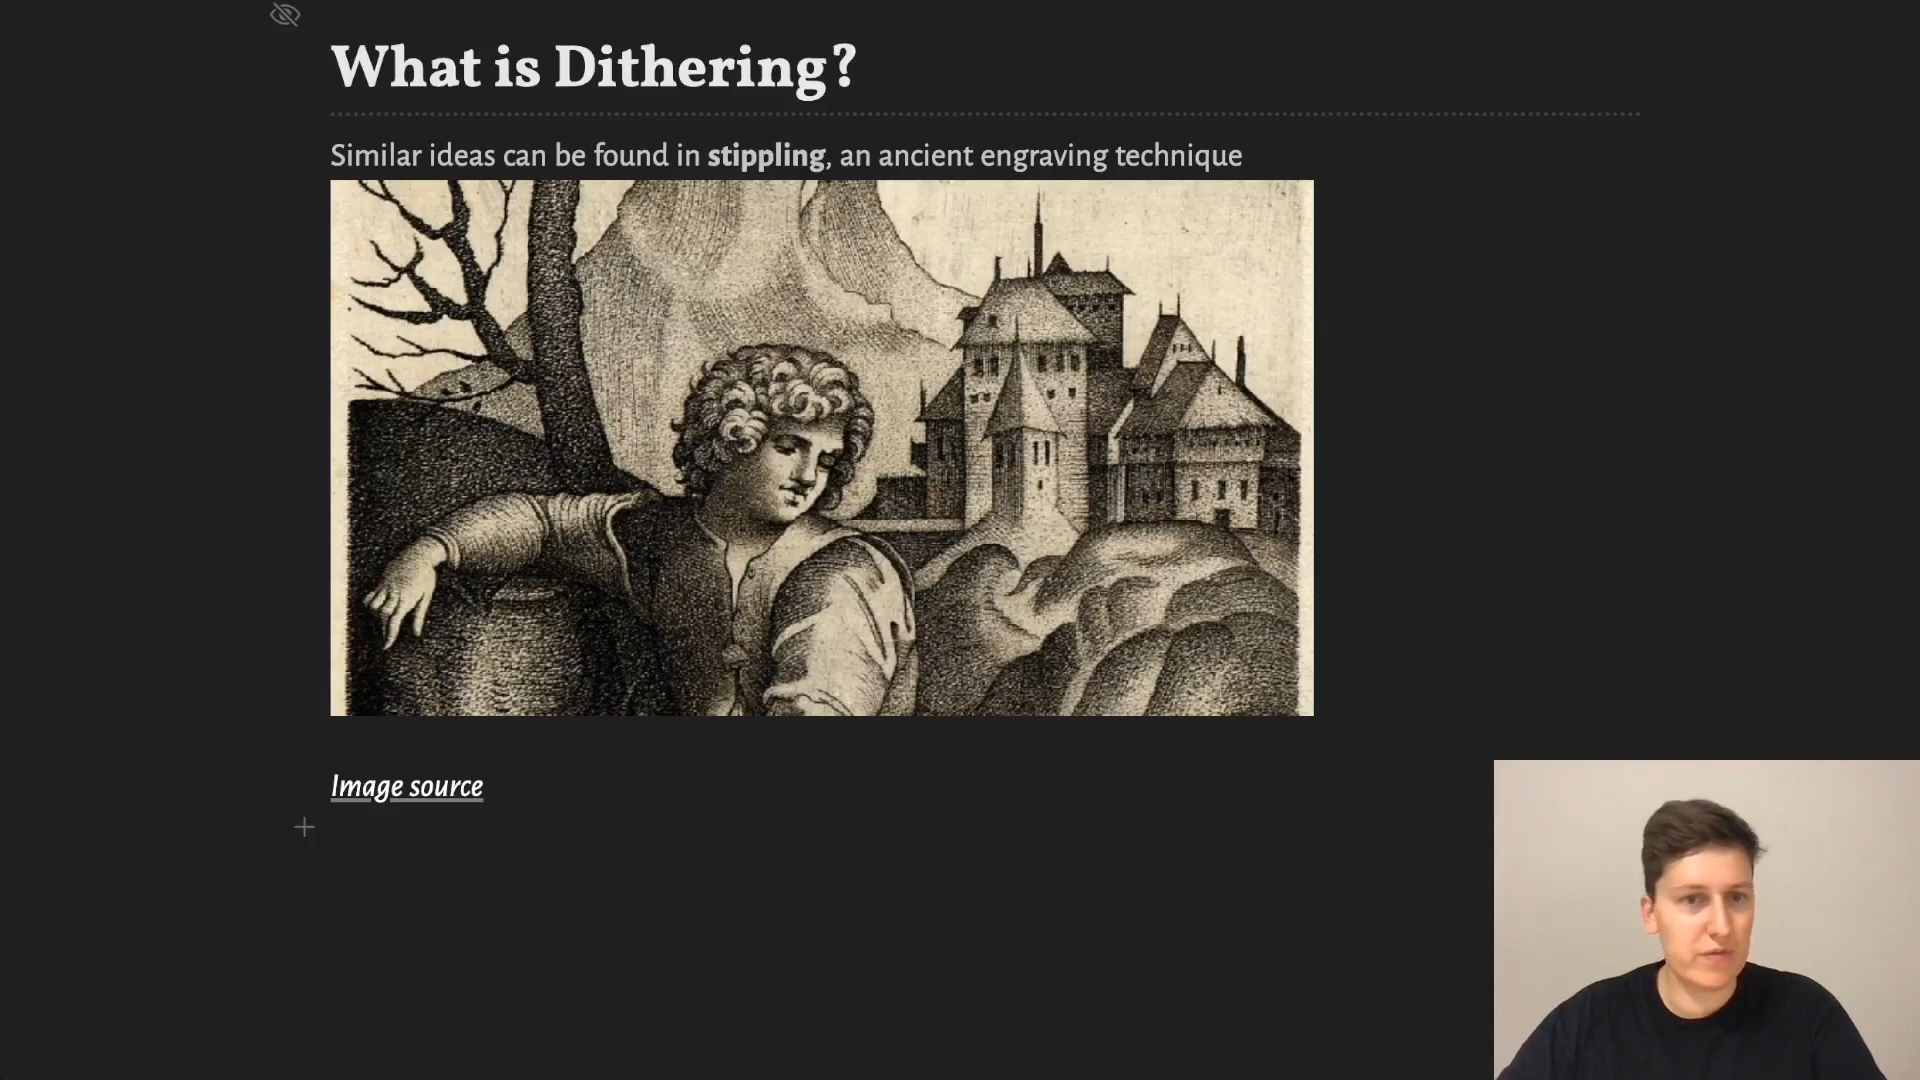 What is Dithering?
Similar ideas can be found in stippling, an ancient engraving technique
Image source